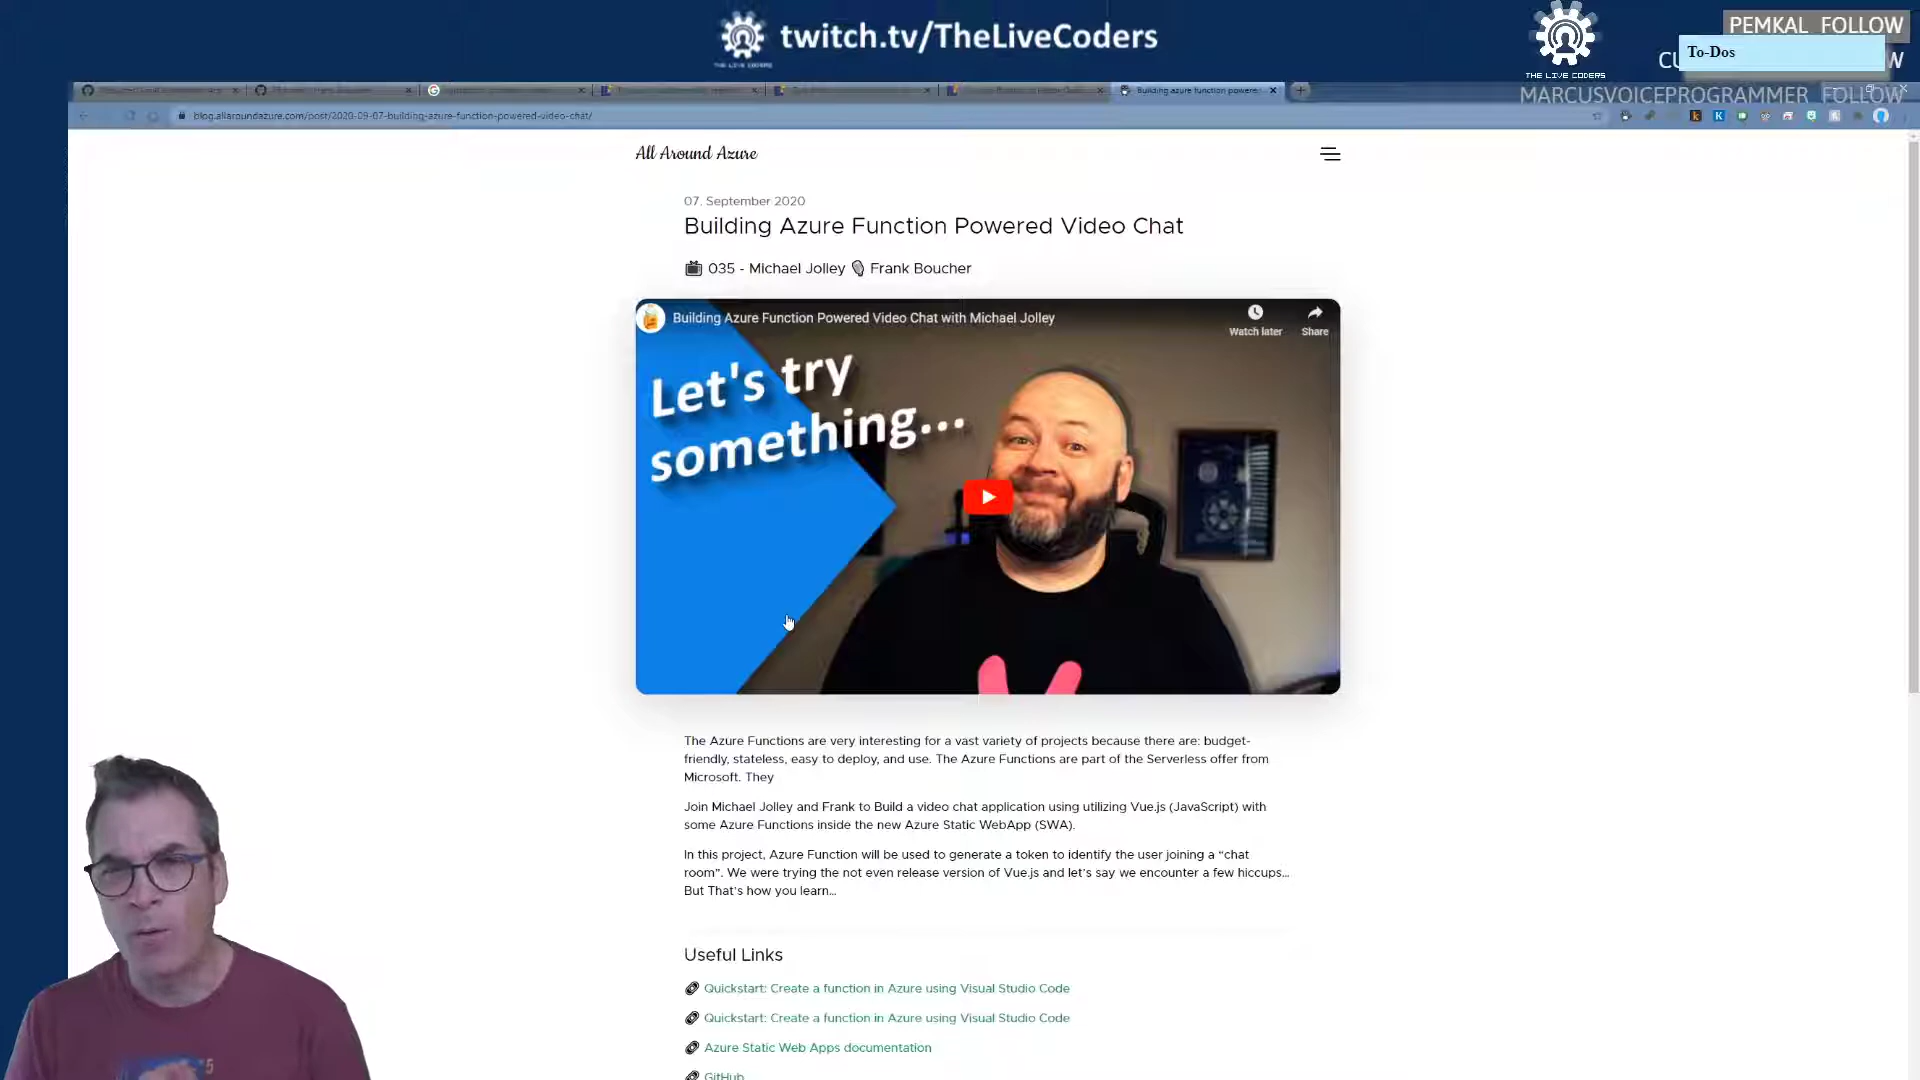 twitch.tv/TheLiveCoders
THE LIVE CODERS
THE LIVE CODERS
PEMKAL FOLLOW
To-Dos
MARCUSVOICEPROGRAMMER FOLLOW
Building azure function powere
blog.allaroundazure.com/post/2020-09-07-building-azure-function-powered-video-chat/
All Around Azure
07. September 2020
Building Azure Function Powered Video Chat
035 - Michael Jolley Frank Boucher
Building Azure Function Powered Video Chat with Michael Jolley
Watch later
Share
Let's try
something...
The Azure Functions are very interesting for a vast variety of projects because there are: budget-
friendly, stateless, easy to deploy, and use. The Azure Functions are part of the Serverless offer from
Microsoft. They
Join Michael Jolley and Frank to Build a video chat application using utilizing Vue.js (JavaScript) with
some Azure Functions inside the new Azure Static WebApp (SWA).
In this project, Azure Function will be used to generate a token to identify the user joining a “chat
room”. We were trying the not even release version of Vue.js and let's say we encounter a few hiccups...
But That's how you learn...
Useful Links
Quickstart: Create a function in Azure using Visual Studio Code
Quickstart: Create a function in Azure using Visual Studio Code
Azure Static Web Apps documentation
GitHub